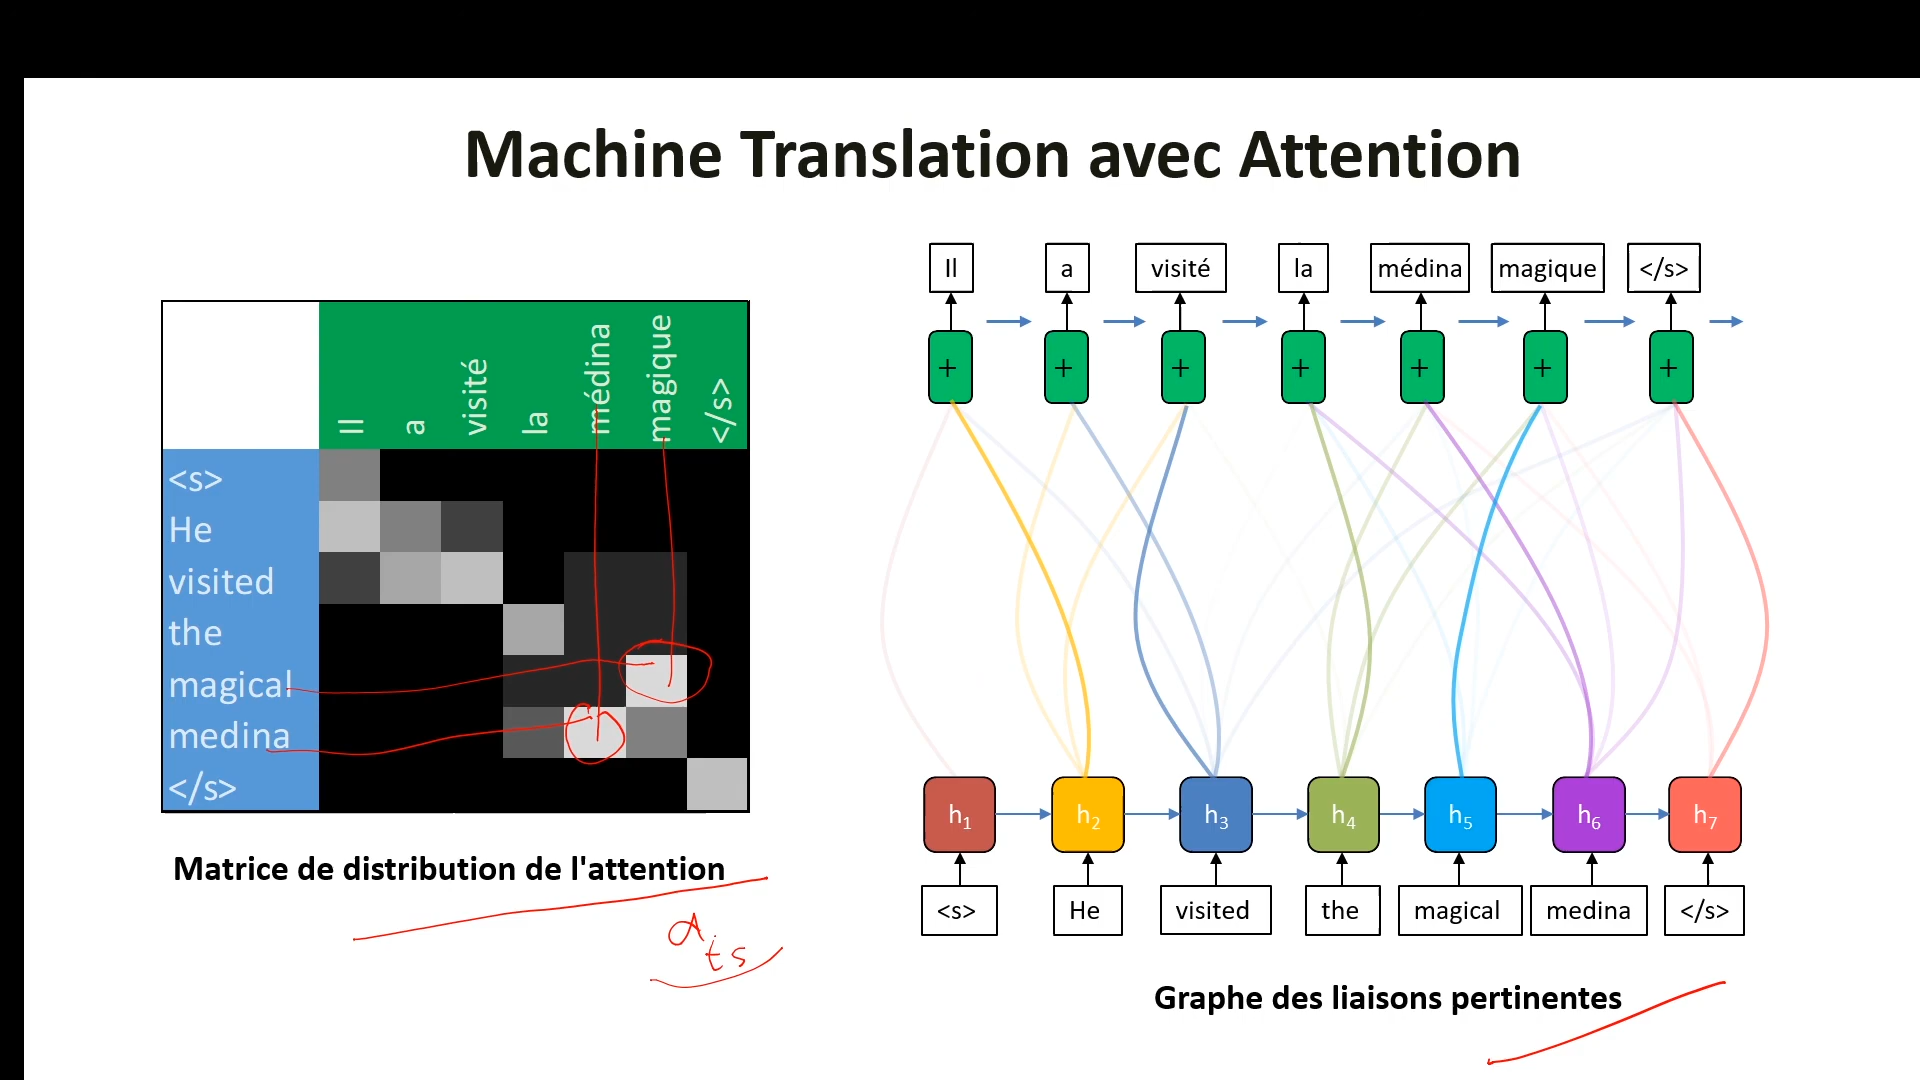 Machine Translation avec Attention
Il a visité la médina magique </s>
<s>
He
visited
the
magical
medina
</s>
Matrice de distribution de l'attention
α ts
Il a visité la médina magique </s>
+ + + + + + +
h1 h2 h3 h4 h5 h6 h7
<s> He visited the magical medina </s>
Graphe des liaisons pertinentes